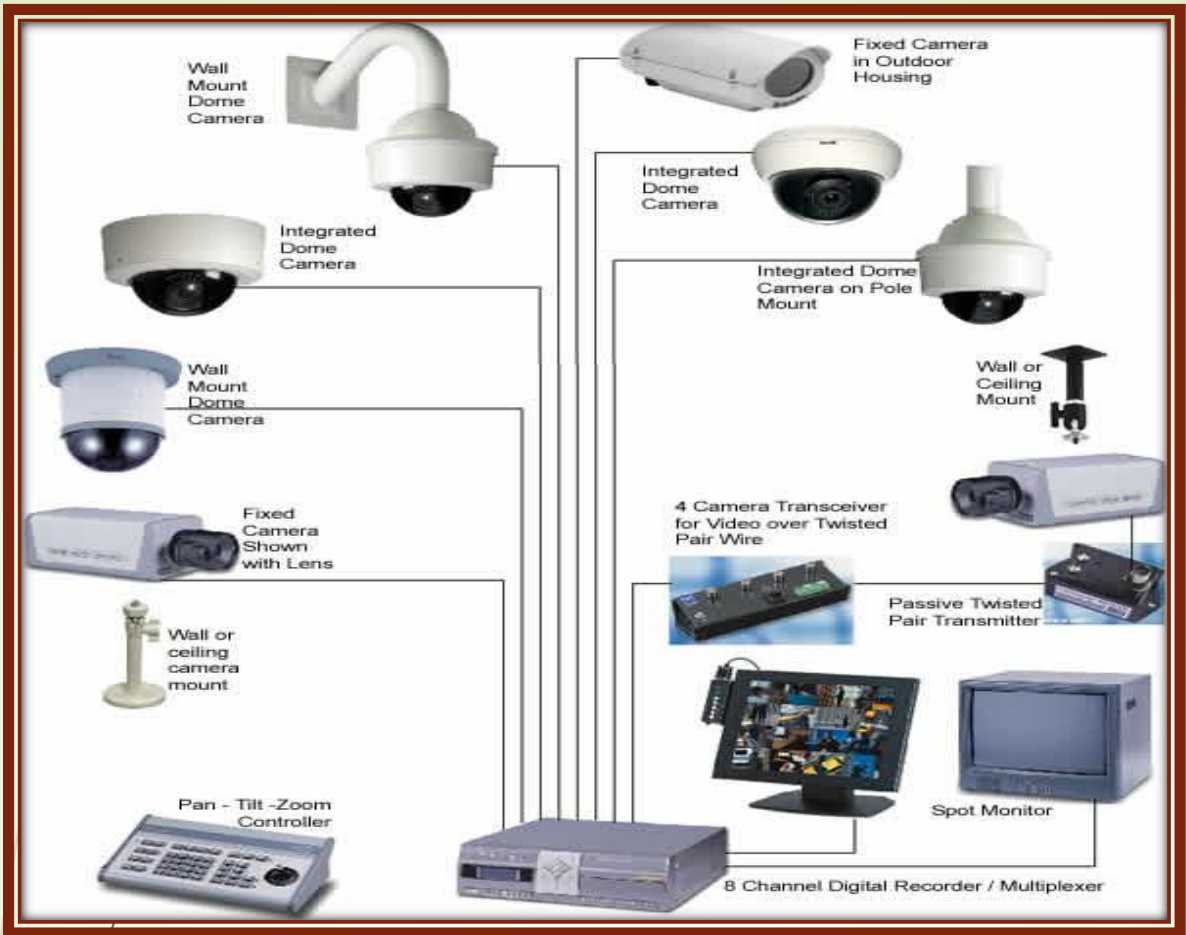 Wall
Mount
Dome
Camera
Fixed Camera
in Outdoor
Housing
Integrated
Dome
Camera
Integrated
Dome
Camera
Integrated Dome
Camera on Pole
Mount
Wall
Mount
Dome
Camera
Wall or
Ceiling
Mount
Fixed
Camera
Shown
with Lens
4 Camera Transceiver
for Video over Twisted
Pair Wire
Passive Twisted
Pair Transmitter
Wall or
ceiling
camera
mount
Pan - Tilt -Zoom
Controller
Spot Monitor
8 Channel Digital Recorder / Multiplexer